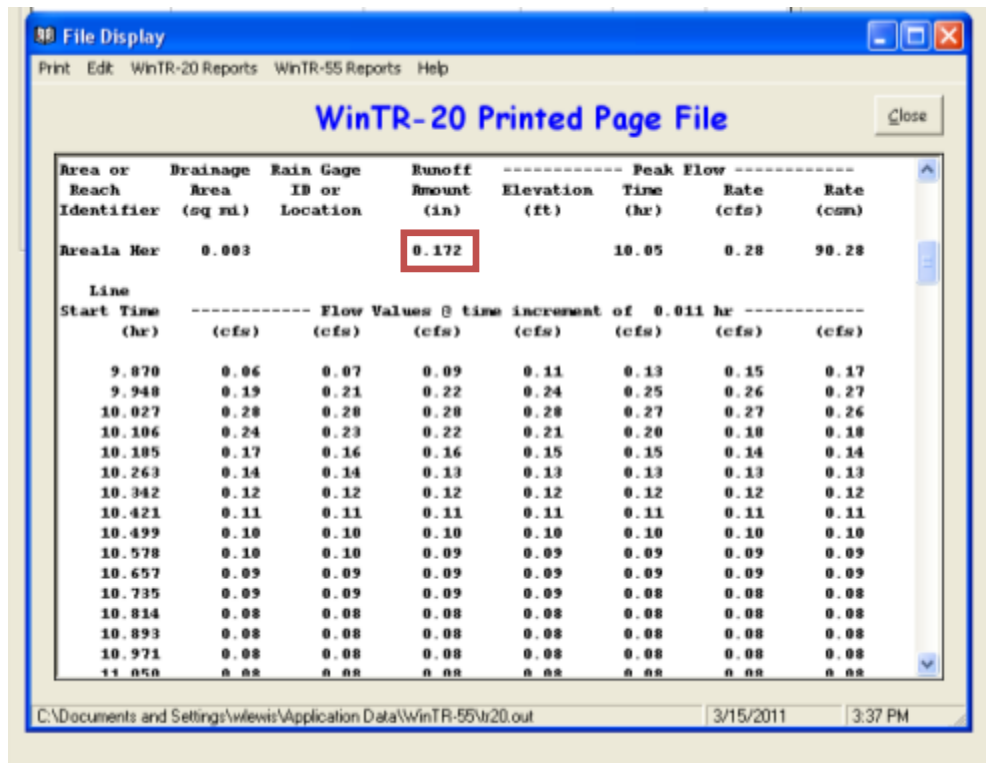 File Display
Print Edit WinTR-20 Reports WinTR-55 Reports Help
WinTR-20 Printed Page File
Close
Area or Drainage Rain Gage Runoff ------------ Peak Flow ------------
Reach Area ID or Amount Elevation Time Rate Rate
Identifier (sq mi) Location (in) (ft) (hr) (cfs) (csm)
Area1a Her 0.003 0.172 10.05 0.28 90.28
Line
Start Time ------------ Flow Values @ time increment of 0.011 hr ------------
(hr) (cfs) (cfs) (cfs) (cfs) (cfs) (cfs) (cfs)
9.870 0.06 0.07 0.09 0.11 0.13 0.15 0.17
9.948 0.19 0.21 0.22 0.24 0.25 0.26 0.27
10.027 0.28 0.28 0.28 0.28 0.27 0.27 0.26
10.106 0.24 0.23 0.22 0.21 0.20 0.18 0.18
10.185 0.17 0.16 0.16 0.15 0.15 0.14 0.14
10.263 0.14 0.14 0.13 0.13 0.13 0.13 0.13
10.342 0.12 0.12 0.12 0.12 0.12 0.12 0.12
10.421 0.11 0.11 0.11 0.11 0.11 0.11 0.11
10.499 0.10 0.10 0.10 0.10 0.10 0.10 0.10
10.578 0.10 0.10 0.09 0.09 0.09 0.09 0.09
10.657 0.09 0.09 0.09 0.09 0.09 0.09 0.09
10.735 0.09 0.09 0.09 0.09 0.08 0.08 0.08
10.814 0.08 0.08 0.08 0.08 0.08 0.08 0.08
10.893 0.08 0.08 0.08 0.08 0.08 0.08 0.08
10.971 0.08 0.08 0.08 0.08 0.08 0.08 0.08
11.050 0.08 0.08 0.08 0.08 0.08 0.08 0.08
C:\Documents and Settings\wlewis\Application Data\WinTR-55\tr20.out 3/15/2011 3:37 PM